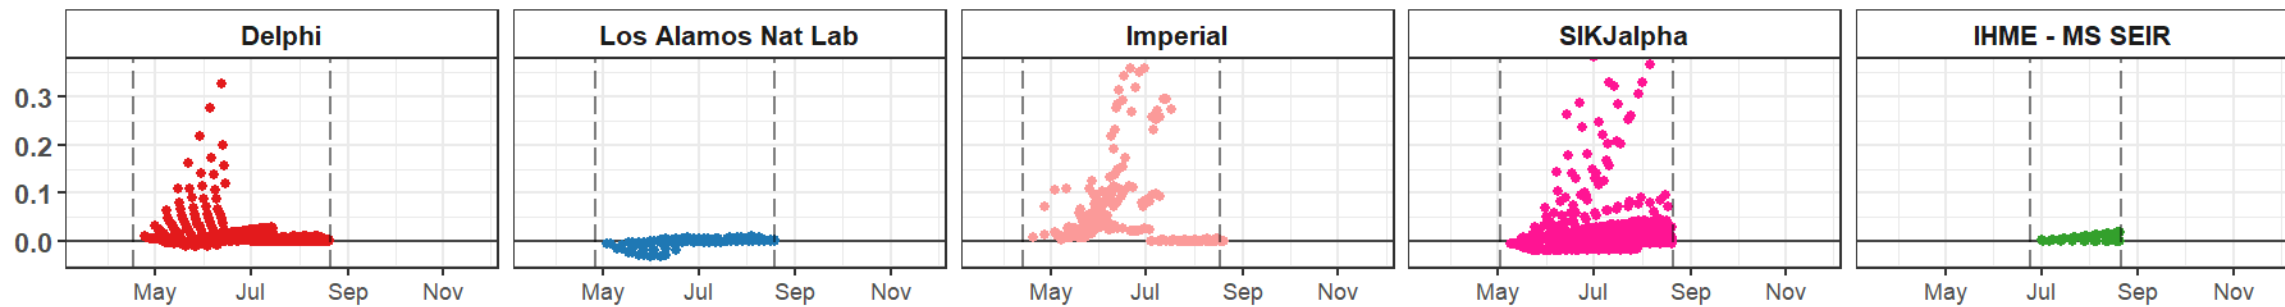 Delphi
Los Alamos Nat Lab
Imperial
SIKJalpha
IHME - MS SEIR
0.3
0.2
0.1
0.0
May Jul Sep Nov
May Jul Sep Nov
May Jul Sep Nov
May Jul Sep Nov
May Jul Sep Nov